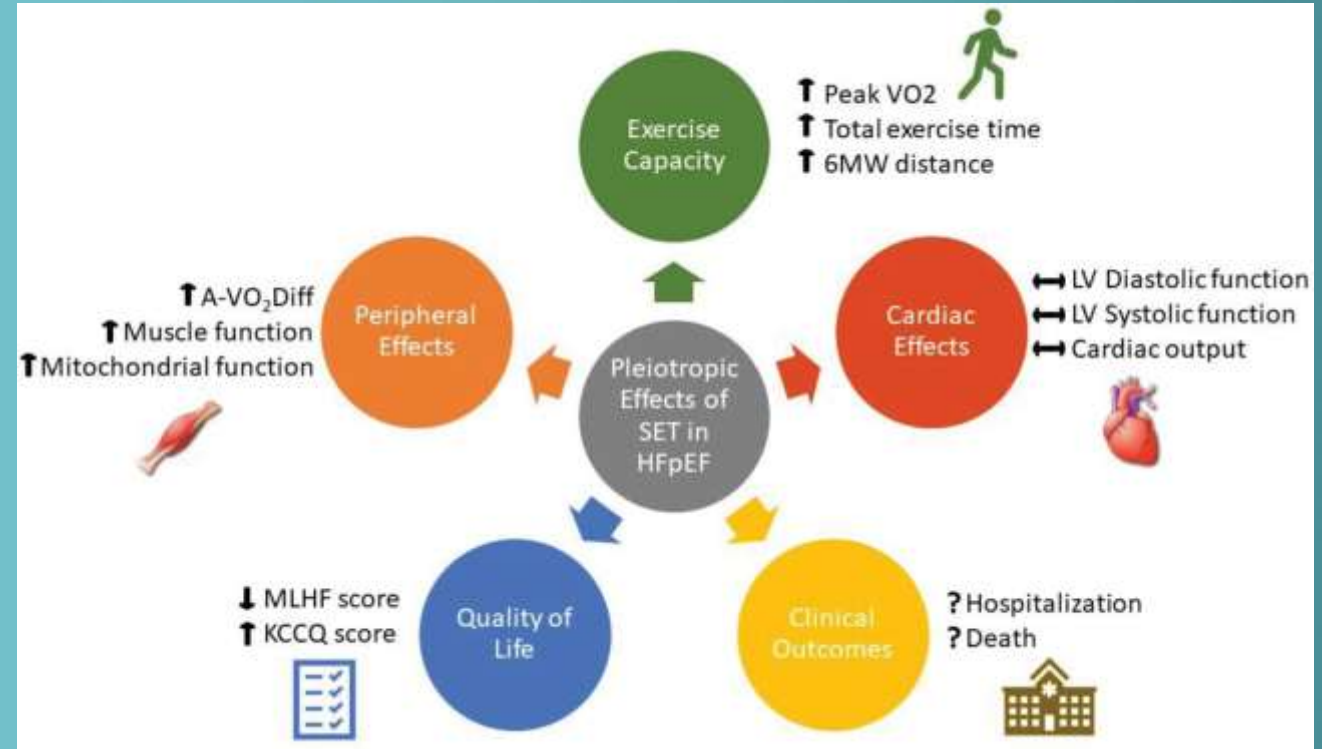 Exercise
Capacity
↑ Peak VO2
↑ Total exercise time
↑ 6MW distance
↑ A-VO₂Diff
↑ Muscle function
↑ Mitochondrial function
Peripheral
Effects
Cardiac
Effects
↔ LV Diastolic function
↔ LV Systolic function
↔ Cardiac output
Pleiotropic
Effects of
SET in
HFpEF
↓ MLHF score
↑ KCCQ score
Quality of
Life
Clinical
Outcomes
? Hospitalization
? Death